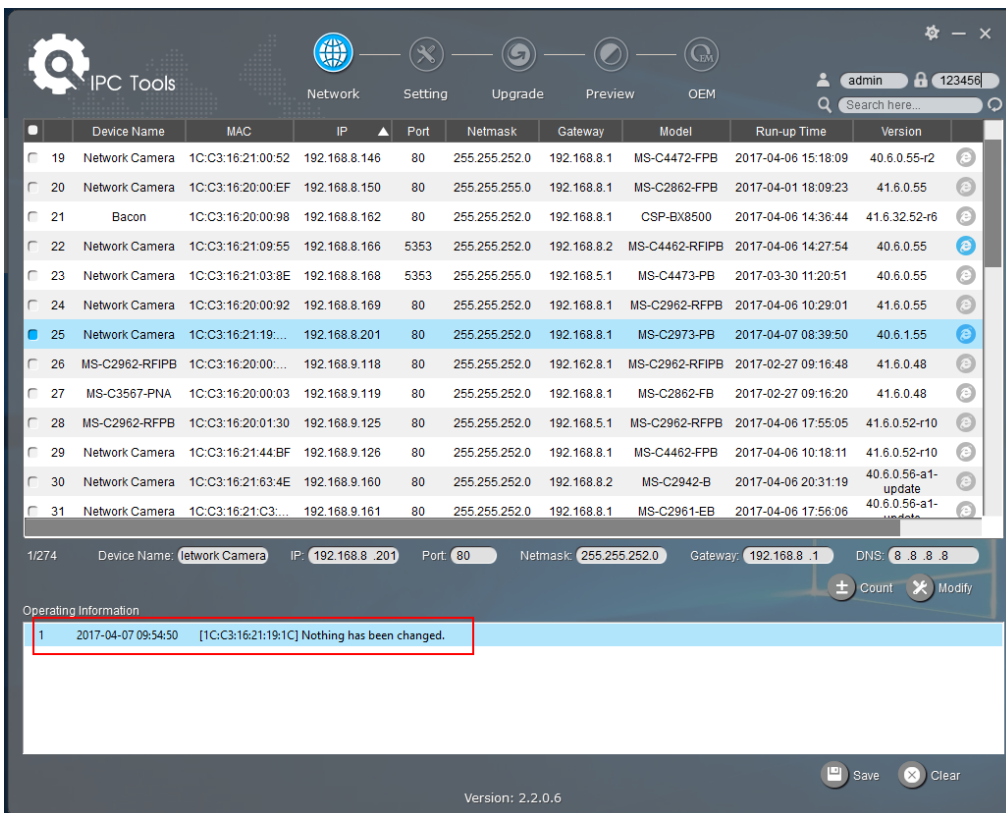 IPC Tools
Network Setting Upgrade Preview OEM
admin 123456
Search here...
Device Name MAC IP Port Netmask Gateway Model Run-up Time Version
19 Network Camera 1C:C3:16:21:00:52 192.168.8.146 80 255.255.252.0 192.168.8.1 MS-C4472-FPB 2017-04-06 15:18:09 40.6.0.55-r2
20 Network Camera 1C:C3:16:20:00:EF 192.168.8.150 80 255.255.255.0 192.168.8.1 MS-C2862-FPB 2017-04-01 18:09:23 41.6.0.55
21 Bacon 1C:C3:16:20:00:98 192.168.8.162 80 255.255.252.0 192.168.8.1 CSP-BX8500 2017-04-06 14:36:44 41.6.32.52-r6
22 Network Camera 1C:C3:16:21:09:55 192.168.8.166 5353 255.255.252.0 192.168.8.2 MS-C4462-RFIPB 2017-04-06 14:27:54 40.6.0.55
23 Network Camera 1C:C3:16:21:03:8E 192.168.8.168 5353 255.255.252.0 192.168.5.1 MS-C4473-PB 2017-03-30 11:20:51 40.6.0.55
24 Network Camera 1C:C3:16:20:00:92 192.168.8.169 80 255.255.252.0 192.168.8.1 MS-C2962-RFPB 2017-04-06 10:29:01 41.6.0.55
25 Network Camera 1C:C3:16:21:19:... 192.168.8.201 80 255.255.252.0 192.168.8.1 MS-C2973-PB 2017-04-07 08:39:50 40.6.1.55
26 MS-C2962-RFIPB 1C:C3:16:20:00:... 192.168.9.118 80 255.255.252.0 192.162.8.1 MS-C2962-RFIPB 2017-02-27 09:16:48 41.6.0.48
27 MS-C3567-PNA 1C:C3:16:20:00:03 192.168.9.119 80 255.255.252.0 192.168.8.1 MS-C2862-FB 2017-02-27 09:16:20 41.6.0.48
28 MS-C2962-RFPB 1C:C3:16:20:01:30 192.168.9.125 80 255.255.252.0 192.168.5.1 MS-C2962-RFPB 2017-04-06 17:55:05 41.6.0.52-r10
29 Network Camera 1C:C3:16:21:44:BF 192.168.9.126 80 255.255.252.0 192.168.8.1 MS-C4462-FPB 2017-04-06 10:18:11 41.6.0.52-r10
30 Network Camera 1C:C3:16:21:63:4E 192.168.9.160 80 255.255.252.0 192.168.8.2 MS-C2942-B 2017-04-06 20:31:19 40.6.0.56-a1-
update
31 Network Camera 1C:C3:16:21:C3:... 192.168.9.161 80 255.255.252.0 192.168.8.1 MS-C2961-EB 2017-04-06 17:56:06 40.6.0.56-a1-
1/274 Device Name: letwork Camera IP: 192.168.8 .201 Port: 80 Netmask: 255.255.252.0 Gateway: 192.168.8 .1 DNS: 8 .8 .8 .8
Count Modify
Operating Information
1 2017-04-07 09:54:50 [1C:C3:16:21:19:1C] Nothing has been changed.
Save Clear
Version: 2.2.0.6